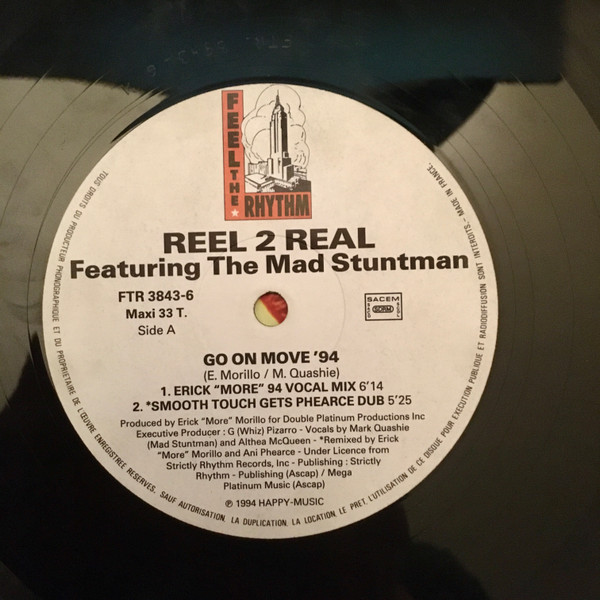 FEEL THE
RHYTHM
REEL 2 REAL
Featuring The Mad Stuntman
FTR 3843-6
Maxi 33 T.
Side A
SACEM
SDRM
GO ON MOVE '94
(E. Morillo / M. Quashie)
1. ERICK "MORE" 94 VOCAL MIX 6'14
2. *SMOOTH TOUCH GETS PHEARCE DUB 5'25
Produced by Erick "More" Morillo for Double Platinum Productions Inc
Executive Producer : G (Whiz) Pizarro - Vocals by Mark Quashie
(Mad Stuntman) and Althea McQueen - *Remixed by Erick
"More" Morillo and Ani Phearce - Under Licence from
Strictly Rhythm Records, Inc - Publishing : Strictly
Rhythm - Publishing (Ascap) / Mega
Platinum Music (Ascap)
℗ 1994 HAPPY-MUSIC
TOUS DROITS DU PRODUCTEUR PHONOGRAPHIQUE ET DU PROPRIETAIRE DE L'ŒUVRE ENREGISTREE RESERVES. SAUF AUTORISATION, LA DUPLICATION, LA LOCATION, LE PRET, L'UTILISATION DE CE DISQUE POUR EXECUTION PUBLIQUE ET RADIODIFFUSION SONT INTERDITS. - MADE IN FRANCE.